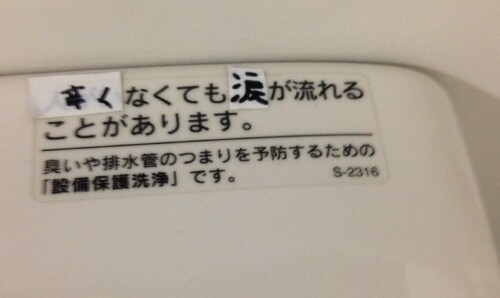 辛くなくても涙が流れる
ことがあります。
臭いや排水管のつまりを予防するための
「設備保護洗浄」です。
S-2316